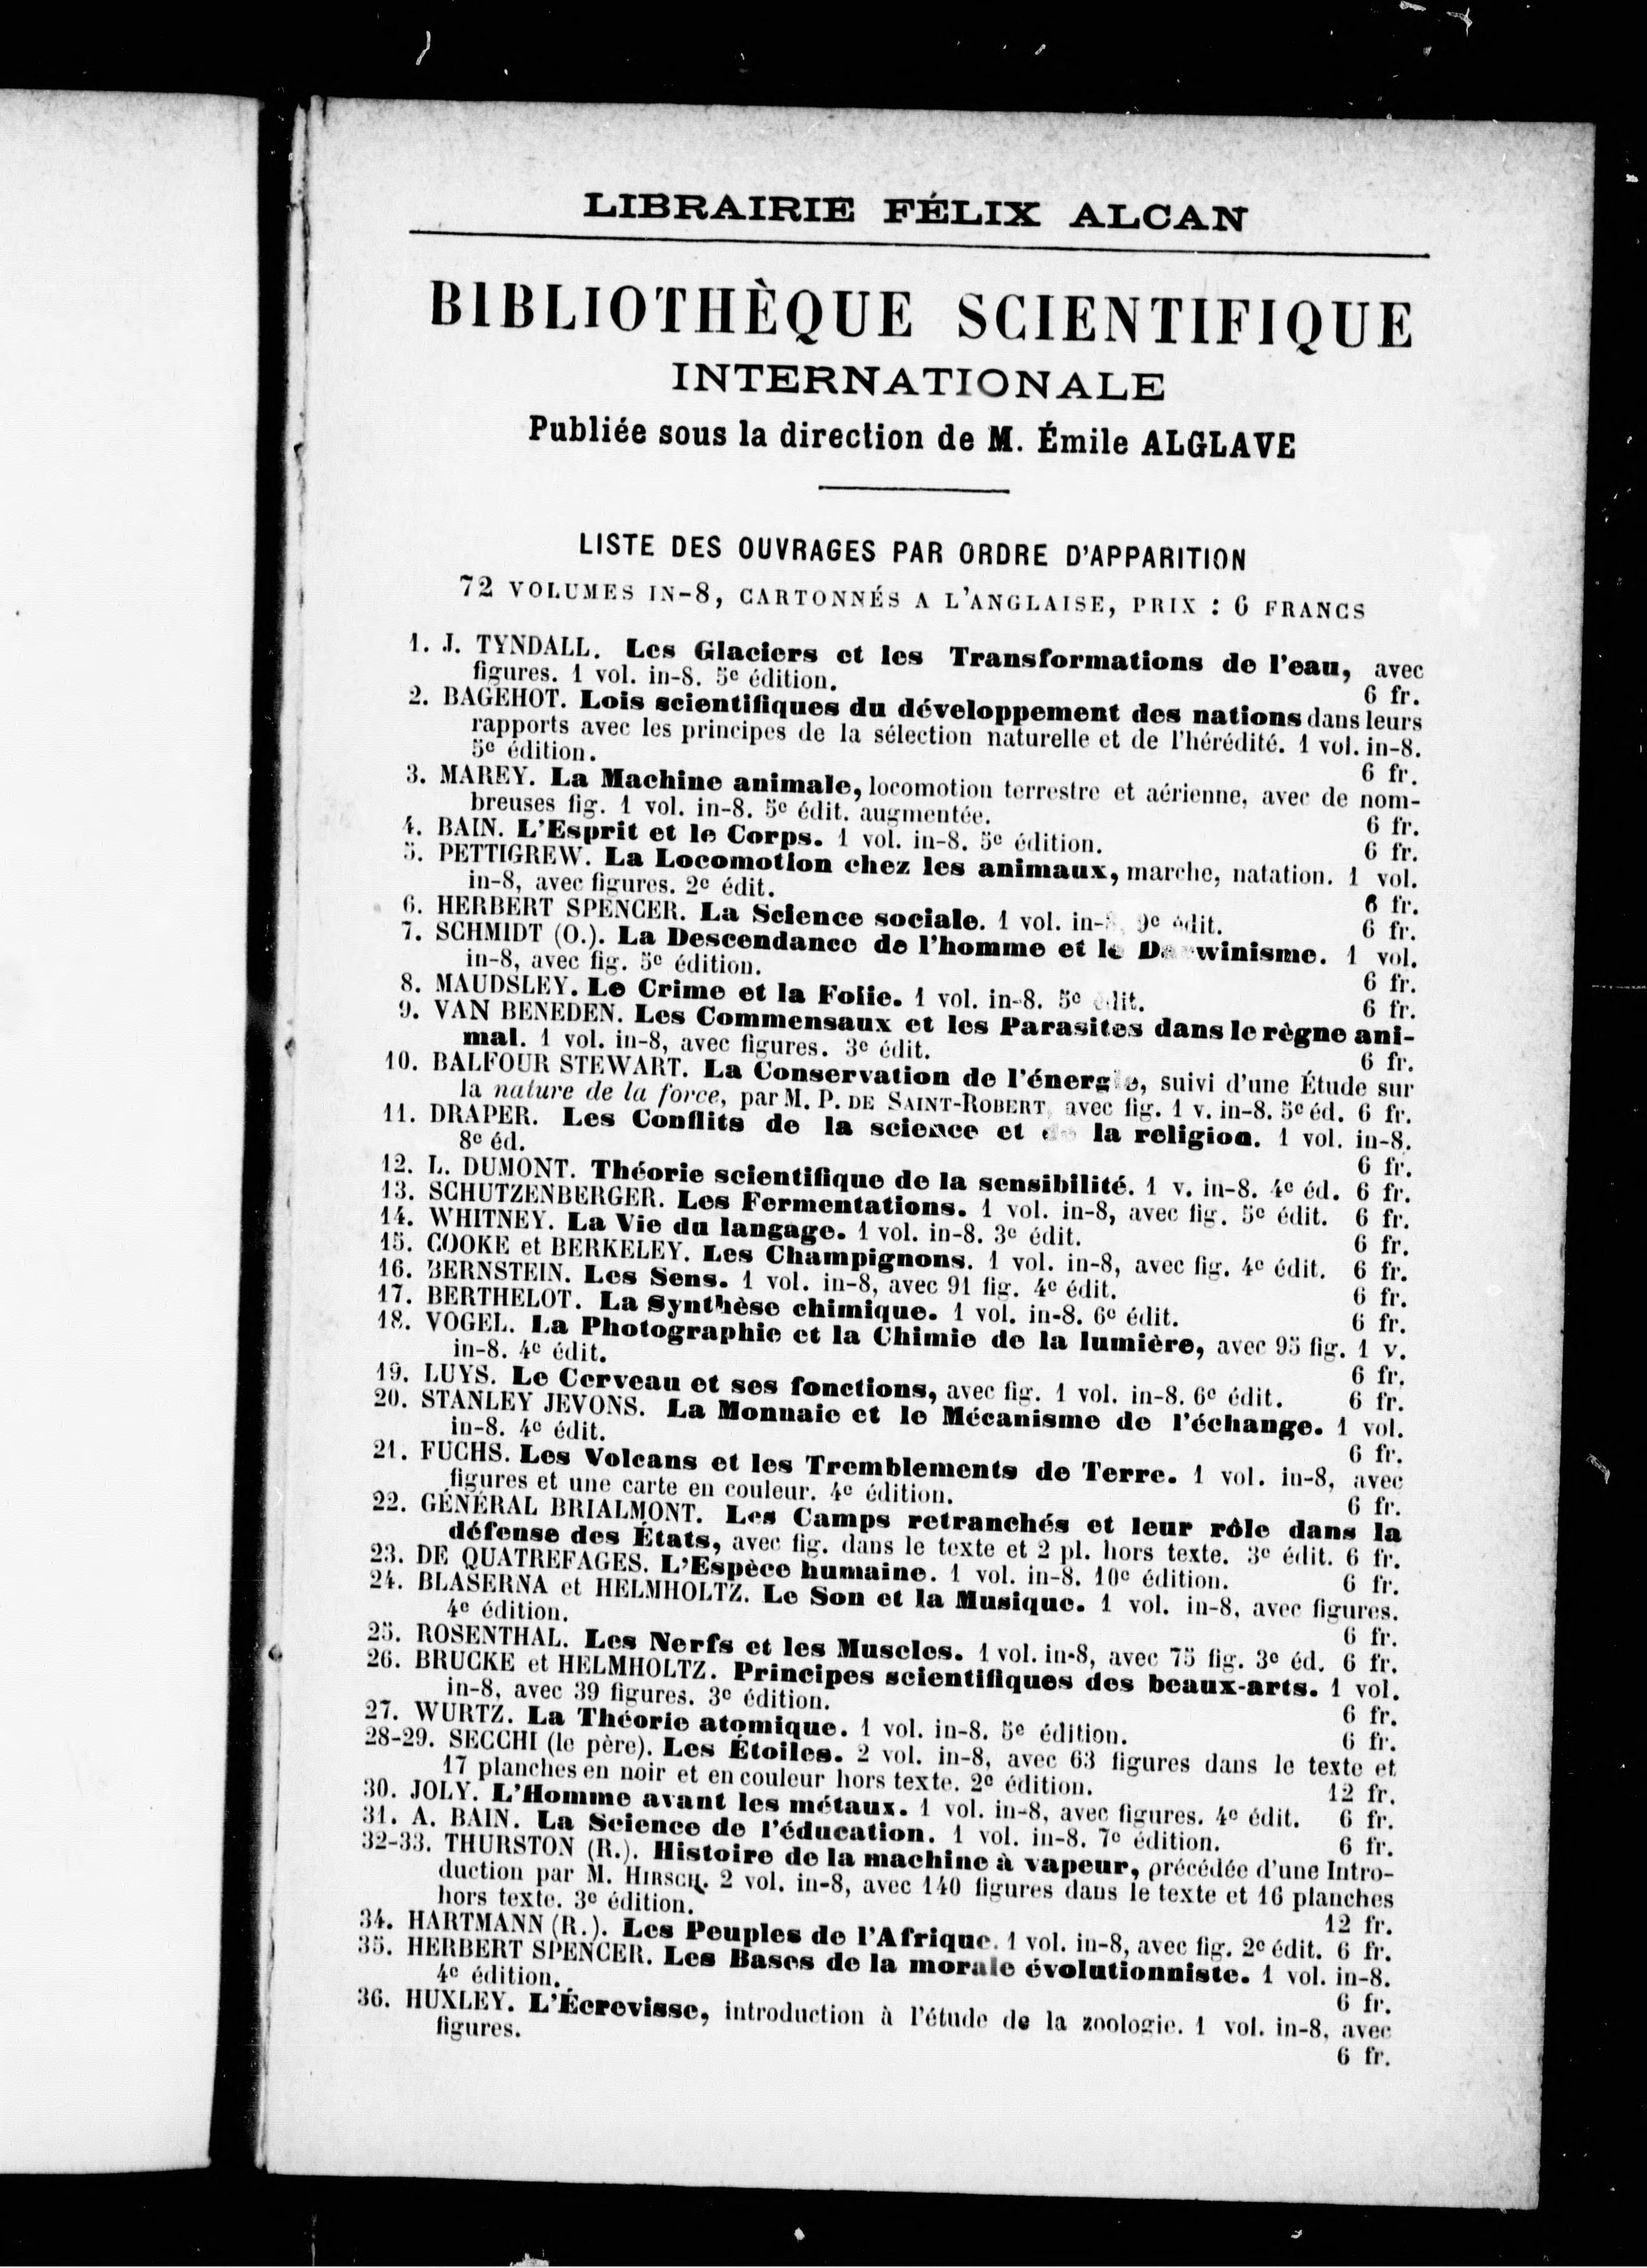 LIBRAIRIE FÉLIX ALCAN
BIBLIOTHÈQUE SCIENTIFIQUE
INTERNATIONALE
Publiée sous la direction de M. Émile ALGLAVE
LISTE DES OUVRAGES PAR ORDRE D'APPARITION
72 VOLUMES IN-8, CARTONNÉS A L'ANGLAISE, PRIX : 6 FRANCS
1. J. TYNDALL. Les Glaciers et les Transformations de l'eau, avec
figures. 1 vol. in-8. 5e édition. 6 fr.
2. BAGEHOT. Lois scientifiques du développement des nations dans leurs
rapports avec les principes de la sélection naturelle et de l'hérédité. 1 vol. in-8.
5e édition. 6 fr.
3. MAREY. La Machine animale, locomotion terrestre et aérienne, avec de nom-
breuses fig. 1 vol. in-8. 5e édit. augmentée. 6 fr.
4. BAIN. L'Esprit et le Corps. 1 vol. in-8. 5e édition. 6 fr.
5. PETTIGREW. La Locomotion chez les animaux, marche, natation. 1 vol.
in-8, avec figures. 2e édit. 6 fr.
6. HERBERT SPENCER. La Science sociale. 1 vol. in-8. 9e édit. 6 fr.
7. SCHMIDT (O.). La Descendance de l'homme et le Darwinisme. 1 vol.
in-8, avec fig. 5e édition. 6 fr.
8. MAUDSLEY. Le Crime et la Folie. 1 vol. in-8. 5e édit. 6 fr.
9. VAN BENEDEN. Les Commensaux et les Parasites dans le règne ani-
mal. 1 vol. in-8, avec figures. 3e édit. 6 fr.
10. BALFOUR STEWART. La Conservation de l'énergie, suivi d'une Étude sur
la nature de la force, par M. P. DE SAINT-ROBERT, avec fig. 1 v. in-8. 5e éd. 6 fr.
11. DRAPER. Les Conflits de la science et de la religion. 1 vol. in-8.
8e éd. 6 fr.
12. L. DUMONT. Théorie scientifique de la sensibilité. 1 v. in-8. 4e éd. 6 fr.
13. SCHUTZENBERGER. Les Fermentations. 1 vol. in-8, avec fig. 5e édit. 6 fr.
14. WHITNEY. La Vie du langage. 1 vol. in-8. 3e édit. 6 fr.
15. COOKE et BERKELEY. Les Champignons. 1 vol. in-8, avec fig. 4e édit. 6 fr.
16. BERNSTEIN. Les Sens. 1 vol. in-8, avec 91 fig. 4e édit. 6 fr.
17. BERTHELOT. La Synthèse chimique. 1 vol. in-8. 6e édit. 6 fr.
18. VOGEL. La Photographie et la Chimie de la lumière, avec 95 fig. 1 v.
in-8. 4e édit. 6 fr.
19. LUYS. Le Cerveau et ses fonctions, avec fig. 1 vol. in-8. 6e édit. 6 fr.
20. STANLEY JEVONS. La Monnaie et le Mécanisme de l'échange. 1 vol.
in-8. 4e édit. 6 fr.
21. FUCHS. Les Volcans et les Tremblements de Terre. 1 vol. in-8, avec
figures et une carte en couleur. 4e édition. 6 fr.
22. GÉNÉRAL BRIALMONT. Les Camps retranchés et leur rôle dans la
défense des États, avec fig. dans le texte et 2 pl. hors texte. 3e édit. 6 fr.
23. DE QUATREFAGES. L'Espèce humaine. 1 vol. in-8. 10e édition. 6 fr.
24. BLASERNA et HELMHOLTZ. Le Son et la Musique. 1 vol. in-8, avec figures.
4e édition. 6 fr.
25. ROSENTHAL. Les Nerfs et les Muscles. 1 vol. in-8, avec 75 fig. 3e éd. 6 fr.
26. BRUCKE et HELMHOLTZ. Principes scientifiques des beaux-arts. 1 vol.
in-8, avec 39 figures. 3e édition. 6 fr.
27. WURTZ. La Théorie atomique. 1 vol. in-8. 5e édition. 6 fr.
28-29. SECCHI (le père). Les Étoiles. 2 vol. in-8, avec 63 figures dans le texte et
17 planches en noir et en couleur hors texte. 2e édition. 12 fr.
30. JOLY. L'Homme avant les métaux. 1 vol. in-8, avec figures. 4e édit. 6 fr.
31. A. BAIN. La Science de l'éducation. 1 vol. in-8. 7e édition. 6 fr.
32-33. THURSTON (R.). Histoire de la machine à vapeur, précédée d'une Intro-
duction par M. HIRSCH. 2 vol. in-8, avec 140 figures dans le texte et 16 planches
hors texte. 3e édition. 12 fr.
34. HARTMANN (R.). Les Peuples de l'Afrique. 1 vol. in-8, avec fig. 2e édit. 6 fr.
35. HERBERT SPENCER. Les Bases de la morale évolutionniste. 1 vol. in-8.
4e édition. 6 fr.
36. HUXLEY. L'Écrevisse, introduction à l'étude de la zoologie. 1 vol. in-8, avec
figures. 6 fr.